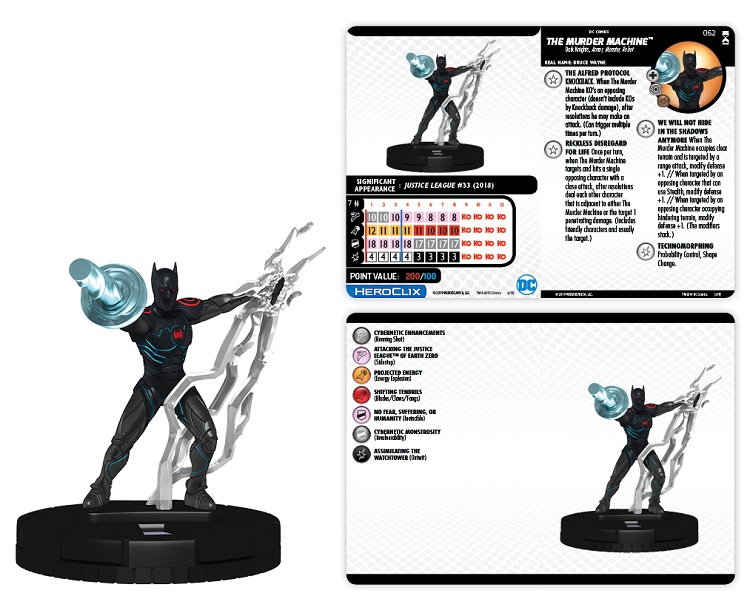 DC COMICS
THE MURDER MACHINE™
Dark Knights, Armor, Monster, Robot
062
REAL NAME: BRUCE WAYNE
THE ALFRED PROTOCOL
KNOCKBACK. When The Murder
Machine KO's an opposing
character (doesn't include KOs
by Knockback damage), after
resolutions he may make an
attack. (Can trigger multiple
times per turn.)
RECKLESS DISREGARD
FOR LIFE Once per turn,
when The Murder Machine
targets and hits a single
opposing character with a
close attack, after resolutions
deal each other character
that is adjacent to either The
Murder Machine or the target 1
penetrating damage. (Includes
friendly characters and usually
the target.)
WE WILL NOT HIDE
IN THE SHADOWS
ANYMORE When The
Murder Machine occupies clear
terrain and is targeted by a
range attack, modify defense
+1. // When targeted by an
opposing character that can
use Stealth, modify defense
+1. // When targeted by an
opposing character occupying
hindering terrain, modify
defense +1. (The modifiers
stack.)
TECHNOMORPHING
Probability Control, Shape
Change.
SIGNIFICANT
APPEARANCE : JUSTICE LEAGUE #33 (2018)
7 1 2 3 4 5 6 7 8 9 10 11 12
10 10 10 9 9 8 8 8 KO KO KO KO
12 11 11 11 11 10 10 10 KO KO KO KO
18 18 18 18 17 17 17 17 KO KO KO KO
4 4 4 4 3 3 3 3 KO KO KO KO
POINT VALUE: 200/100
HEROCLIX
DC
CYBERNETIC ENHANCEMENTS
(Running Shot)
ATTACKING THE JUSTICE
LEAGUE™ OF EARTH ZERO
(Sidestep)
PROJECTED ENERGY
(Energy Explosion)
SHIFTING TENDRILS
(Blades/Claws/Fangs)
NO FEAR, SUFFERING, OR
HUMANITY (Invincible)
CYBERNETIC MONSTROSITY
(Invulnerability)
ASSIMILATING THE
WATCHTOWER (Outwit)